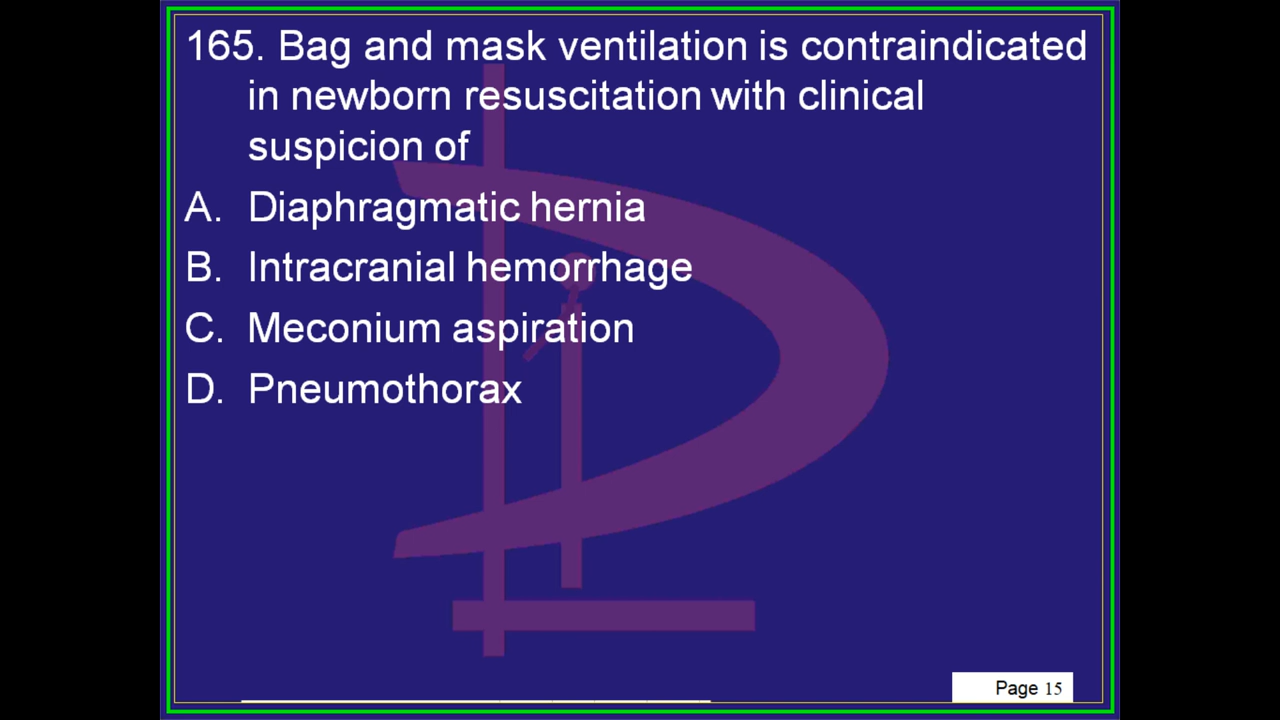 165. Bag and mask ventilation is contraindicated
in newborn resuscitation with clinical
suspicion of
A. Diaphragmatic hernia
B. Intracranial hemorrhage
C. Meconium aspiration
D. Pneumothorax
Page 15